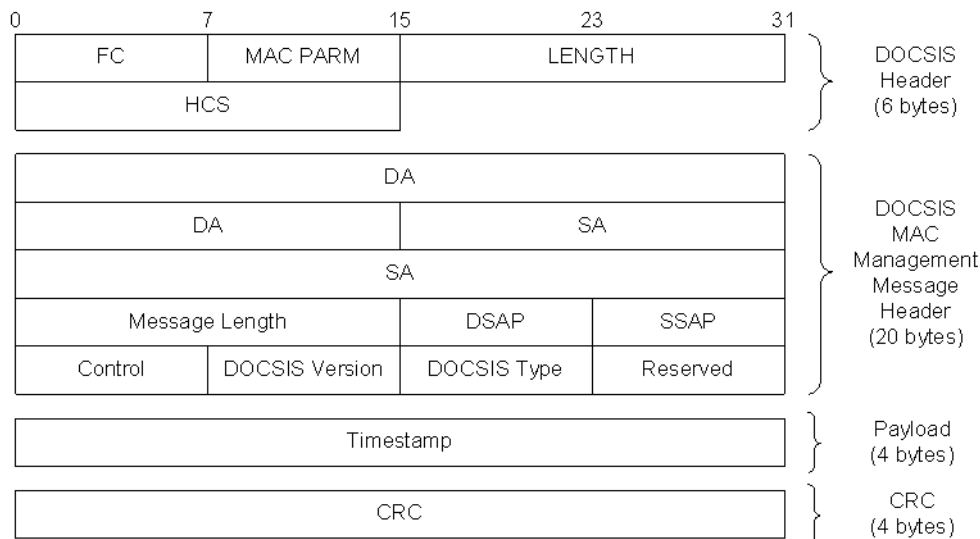 0 7 15 23 31
FC MAC PARM LENGTH
HCS
DOCSIS
Header
(6 bytes)
DA
DA SA
SA
Message Length DSAP SSAP
Control DOCSIS Version DOCSIS Type Reserved
DOCSIS
MAC
Management
Message
Header
(20 bytes)
Timestamp
Payload
(4 bytes)
CRC
CRC
(4 bytes)